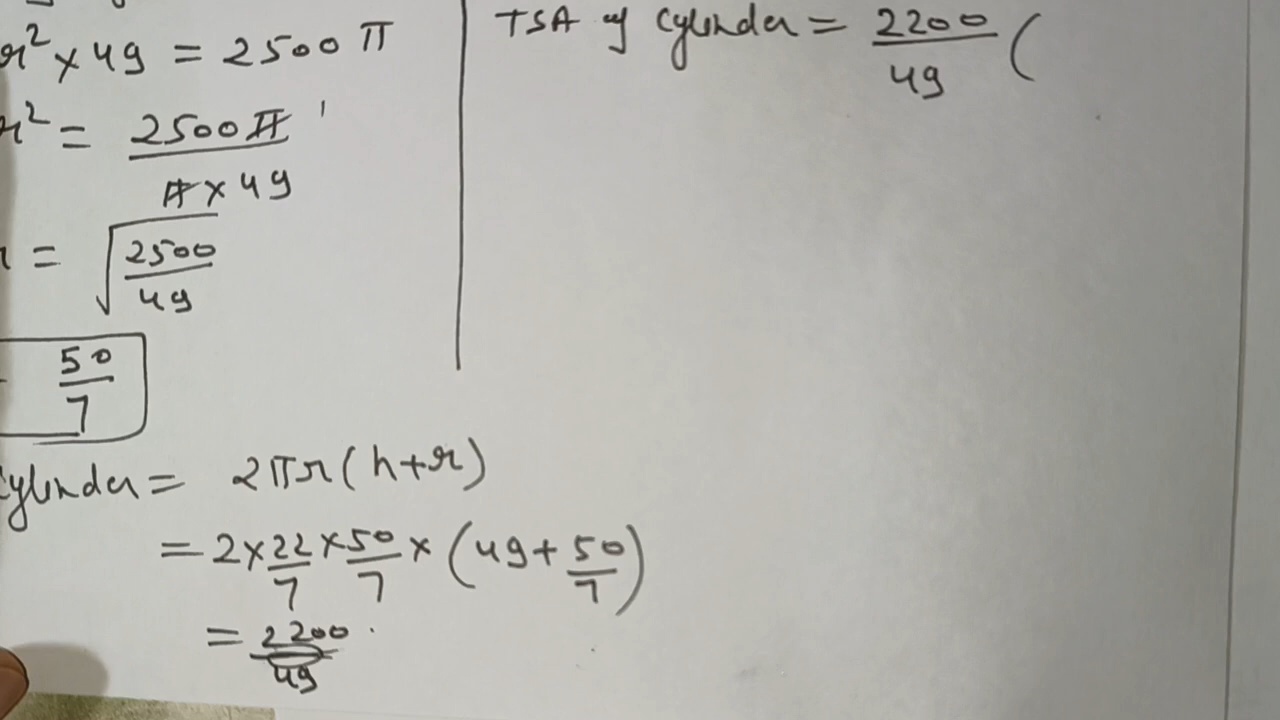 r² × 49 = 2500 π
r² = 2500π / π × 49
r = √2500/49
50/7
Cylinder = 2πr(h+r)
= 2 × 22/7 × 50/7 × (49 + 50/7)
= 2200/49
TSA of Cylinder = 2200/49 (